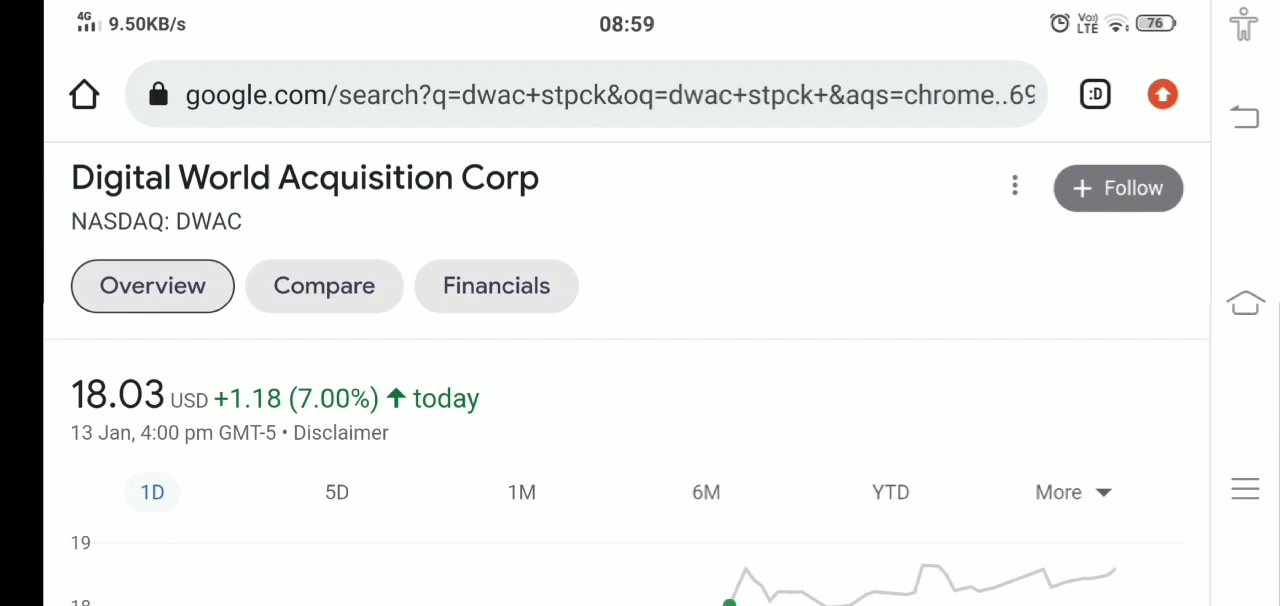 4G 9.50KB/s 08:59 Vo) LTE 76
google.com/search?q=dwac+stpck&oq=dwac+stpck+&aqs=chrome..69 :D
Digital World Acquisition Corp
+ Follow
NASDAQ: DWAC
Overview Compare Financials
18.03 USD +1.18 (7.00%) ↑ today
13 Jan, 4:00 pm GMT-5 • Disclaimer
1D 5D 1M 6M YTD More
19
18